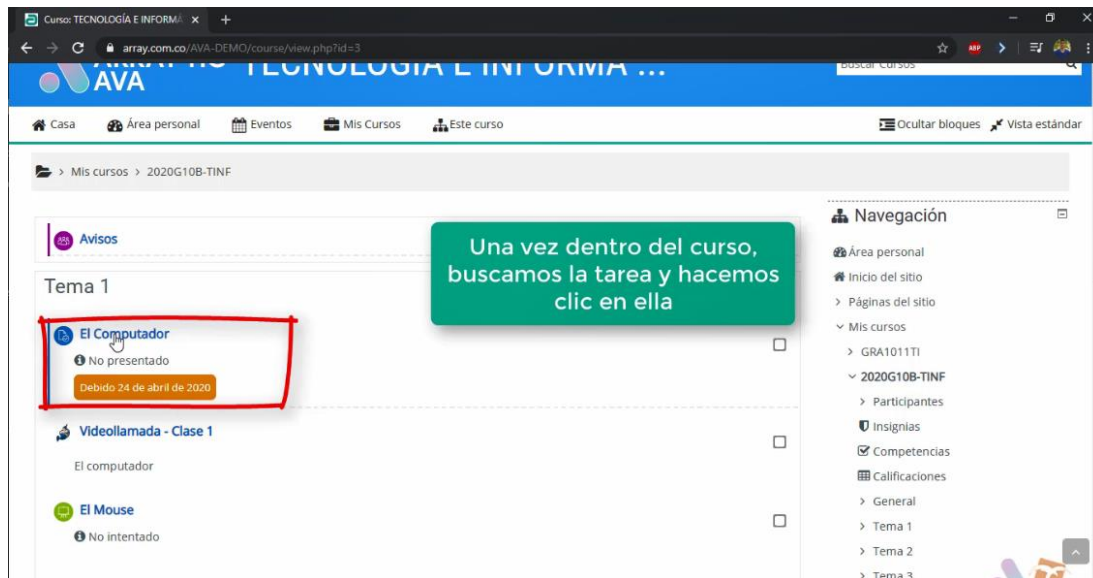 Curso: TECNOLOGÍA E INFORMÁ
array.com.co/AVA-DEMO/course/view.php?id=3
ABP
AVA
TECNOLOGÍA E INFORMÁ ...
Buscar Cursos
Casa
Área personal
Eventos
Mis Cursos
Este curso
Ocultar bloques
Vista estándar
> Mis cursos > 2020G10B-TINF
Avisos
Una vez dentro del curso,
buscamos la tarea y hacemos
clic en ella
Tema 1
El Computador
No presentado
Debido 24 de abril de 2020
Videollamada - Clase 1
El computador
El Mouse
No intentado
Navegación
Área personal
Inicio del sitio
> Páginas del sitio
Mis cursos
> GRA1011TI
2020G10B-TINF
> Participantes
Insignias
Competencias
Calificaciones
> General
> Tema 1
> Tema 2
> Tema 3